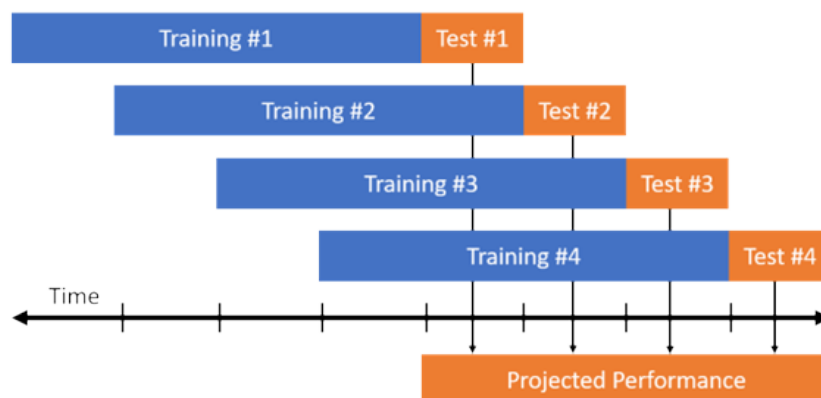 Training #1 Test #1
Training #2 Test #2
Training #3 Test #3
Training #4 Test #4
Time
Projected Performance